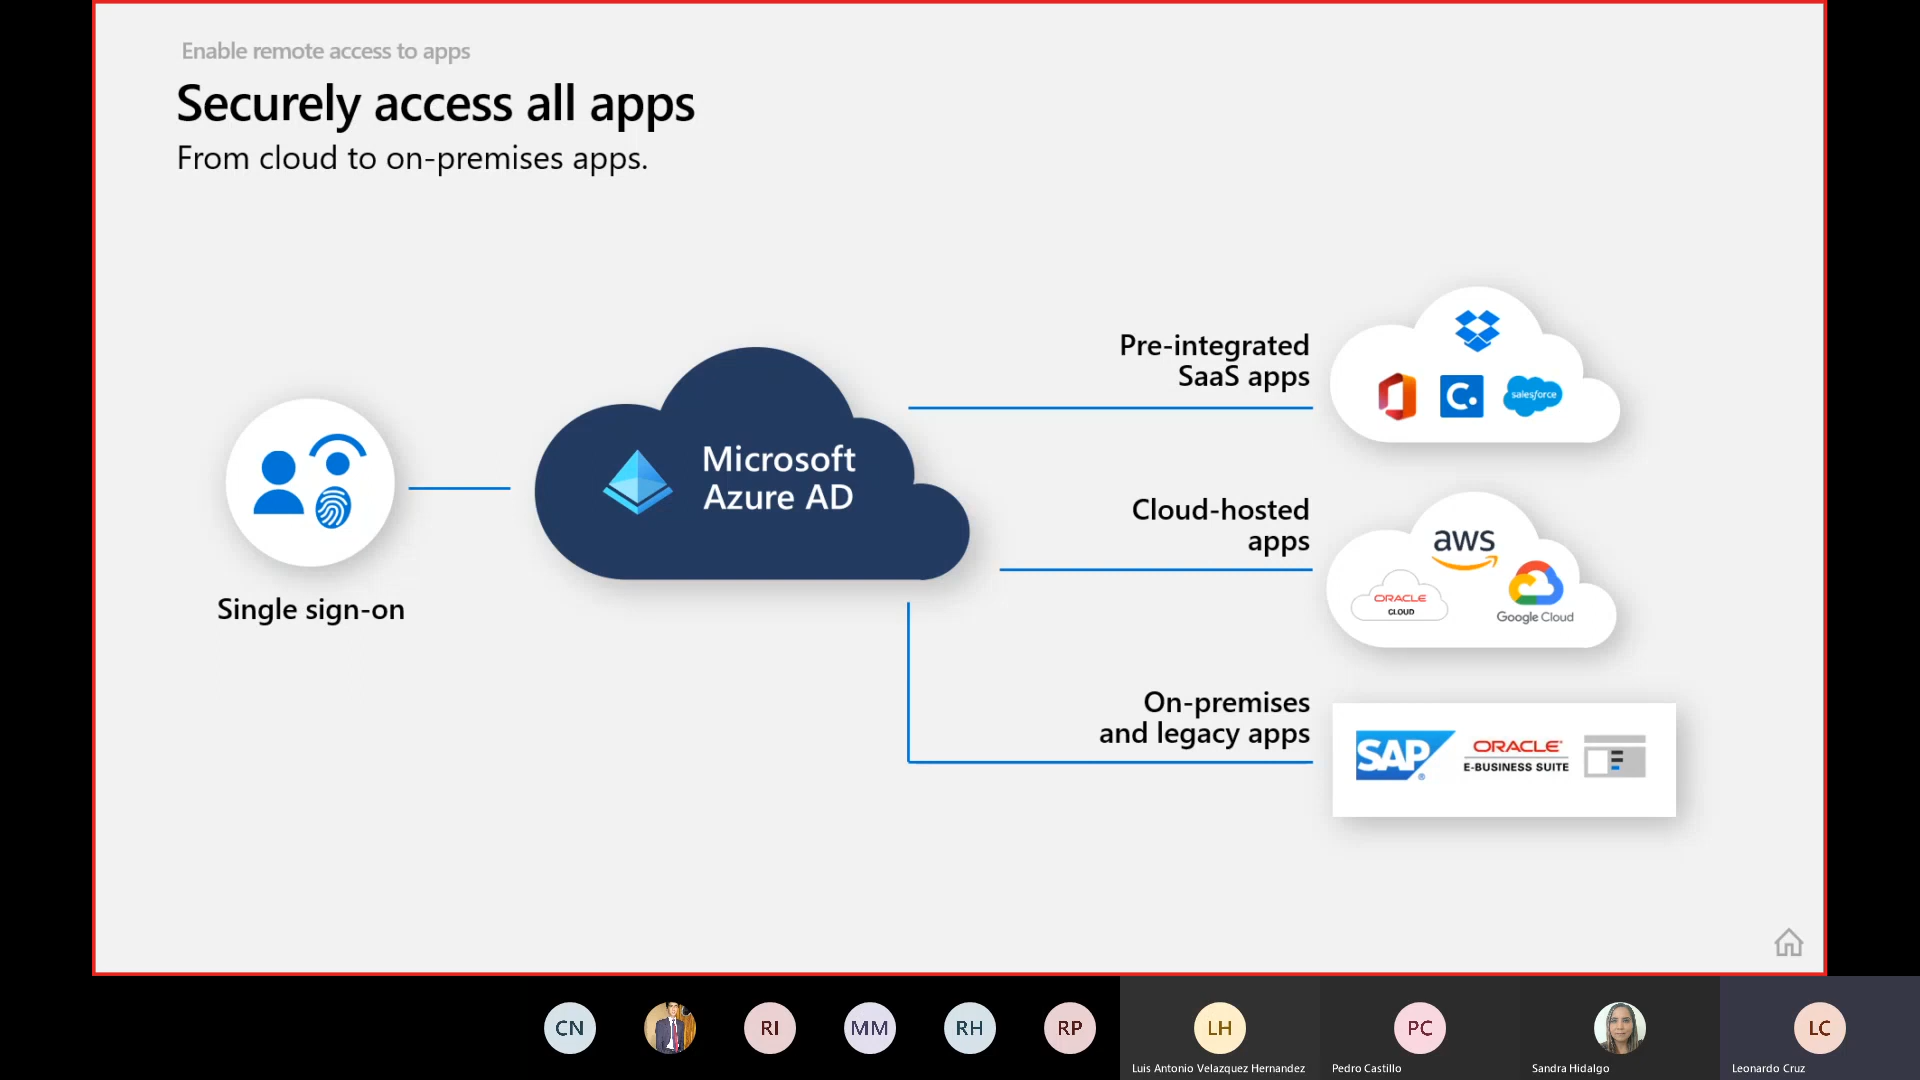 Enable remote access to apps
Securely access all apps
From cloud to on-premises apps.
Single sign-on
Microsoft
Azure AD
Pre-integrated
SaaS apps
C.
salesforce
Cloud-hosted
apps
aws
ORACLE
CLOUD
Google Cloud
On-premises
and legacy apps
SAP®
ORACLE®
E-BUSINESS SUITE
CN
RI
MM
RH
RP
LH
PC
LC
Luis Antonio Velazquez Hernandez
Pedro Castillo
Sandra Hidalgo
Leonardo Cruz